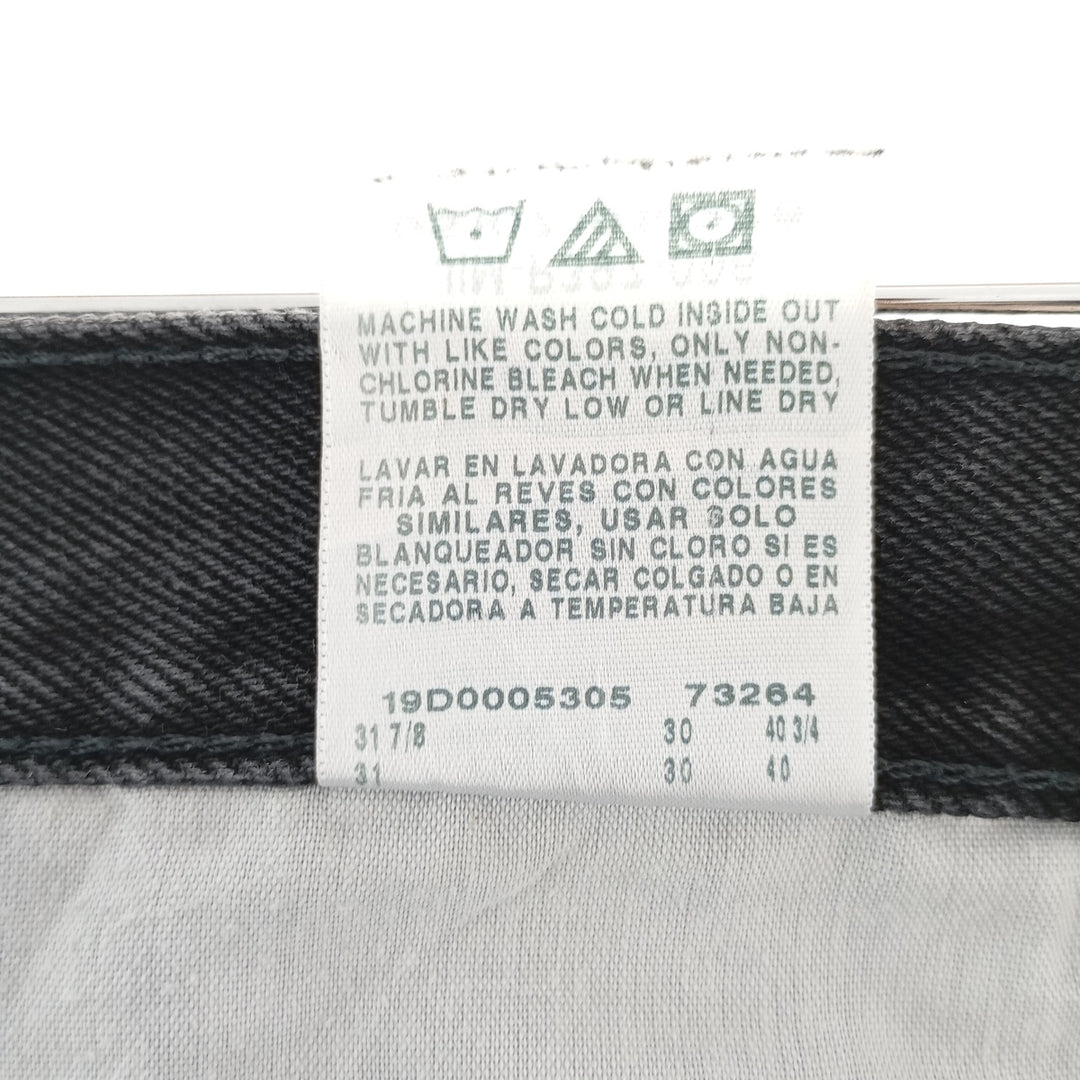 MACHINE WASH COLD INSIDE OUT
WITH LIKE COLORS, ONLY NON-
CHLORINE BLEACH WHEN NEEDED,
TUMBLE DRY LOW OR LINE DRY
LAVAR EN LAVADORA CON AGUA
FRIA AL REVES CON COLORES
SIMILARES, USAR SOLO
BLANQUEADOR SIN CLORO SI ES
NECESARIO, SECAR COLGADO O EN
SECADORA A TEMPERATURA BAJA
19D0005305 73264
31 7/8 30 40 3/4
31 30 40